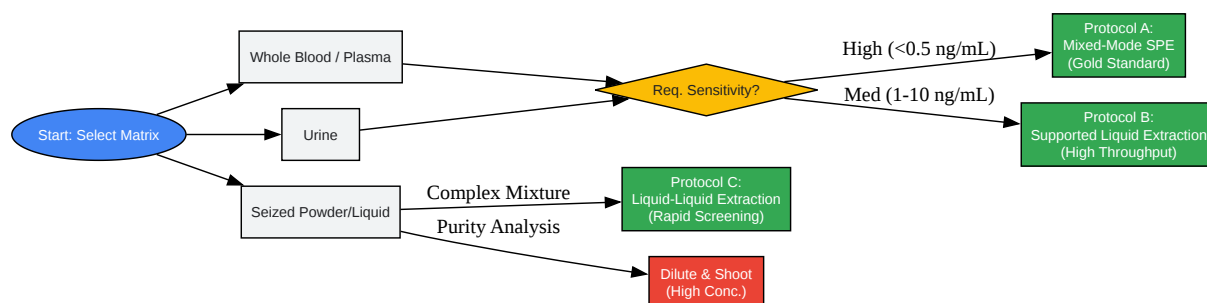 Start: Select Matrix
Whole Blood / Plasma
Urine
Seized Powder/Liquid
Req. Sensitivity?
High (<0.5 ng/mL)
Med (1-10 ng/mL)
Complex Mixture
Purity Analysis
Protocol A:
Mixed-Mode SPE
(Gold Standard)
Protocol B:
Supported Liquid Extraction
(High Throughput)
Protocol C:
Liquid-Liquid Extraction
(Rapid Screening)
Dilute & Shoot
(High Conc.)